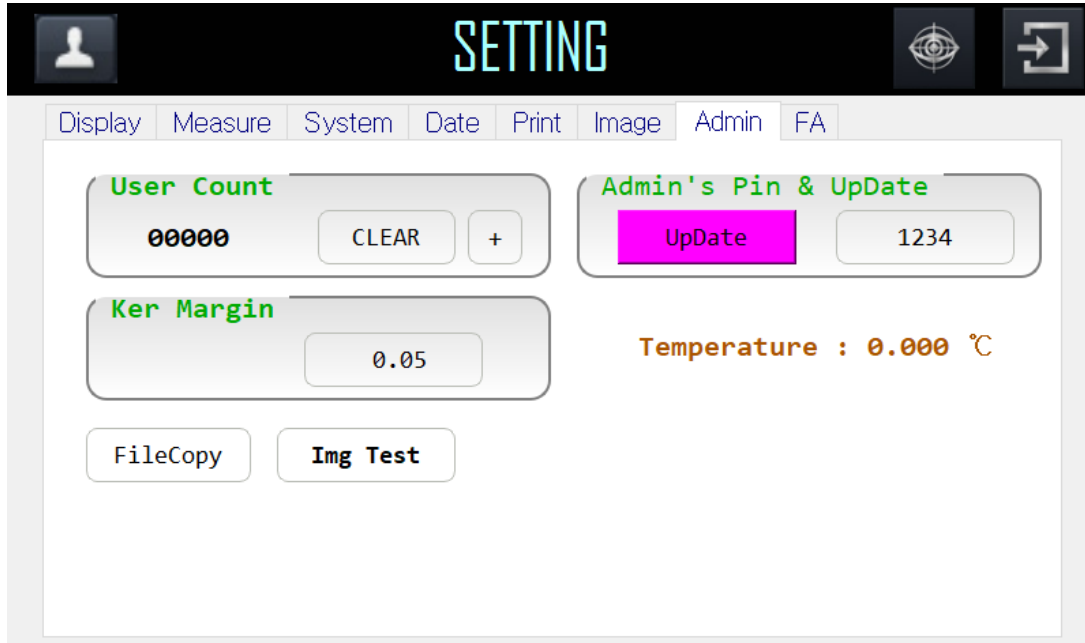 SETTING
Display Measure System Date Print Image Admin FA
User Count
00000 CLEAR +
Admin's Pin & UpDate
UpDate 1234
Ker Margin
0.05
Temperature : 0.000 ℃
FileCopy Img Test